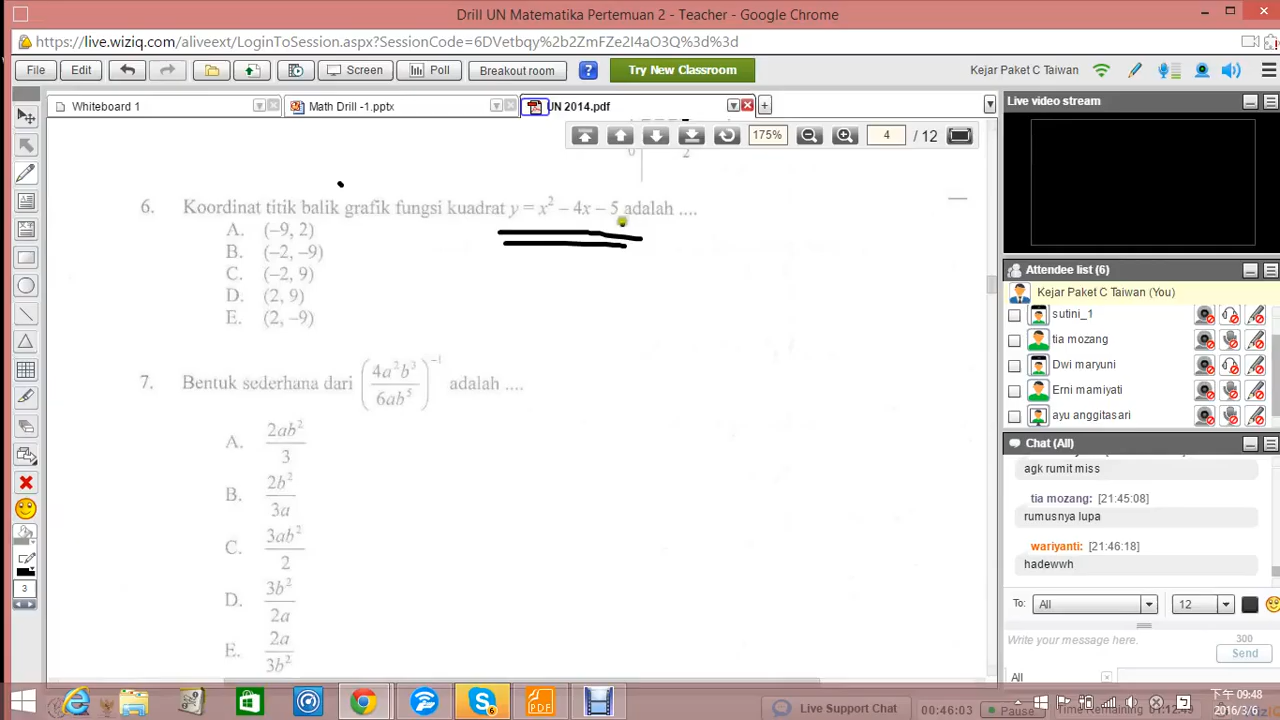 Drill UN Matematika Pertemuan 2 - Teacher - Google Chrome
https://live.wiziq.com/aliveext/LoginToSession.aspx?SessionCode=6DVetbqy%2b2ZmFZe2I4aO3Q%3d%3d
File Edit Screen Poll Breakout room ? Try New Classroom Kejar Paket C Taiwan
Whiteboard 1 Math Drill -1.pptx UN 2014.pdf
175% 4 / 12
0 2
6. Koordinat titik balik grafik fungsi kuadrat y = x² – 4x – 5 adalah ....
A. (–9, 2)
B. (–2, –9)
C. (–2, 9)
D. (2, 9)
E. (2, –9)
7. Bentuk sederhana dari (4a²b³ / 6ab⁵)⁻¹ adalah ....
A. 2ab² / 3
B. 2b² / 3a
C. 3ab² / 2
D. 3b² / 2a
E. 2a / 3b²
3
Live video stream
Attendee list (6)
Kejar Paket C Taiwan (You)
sutini_1
tia mozang
Dwi maryuni
Erni mamiyati
ayu anggitasari
Chat (All)
agk rumit miss
tia mozang: [21:45:08]
rumusnya lupa
wariyanti: [21:46:18]
hadewwh
To: All 12
Write your message here. 300
Send
All
Live Support Chat
00:46:03 Pause Time Remaining
下午 09:48
2016/3/6